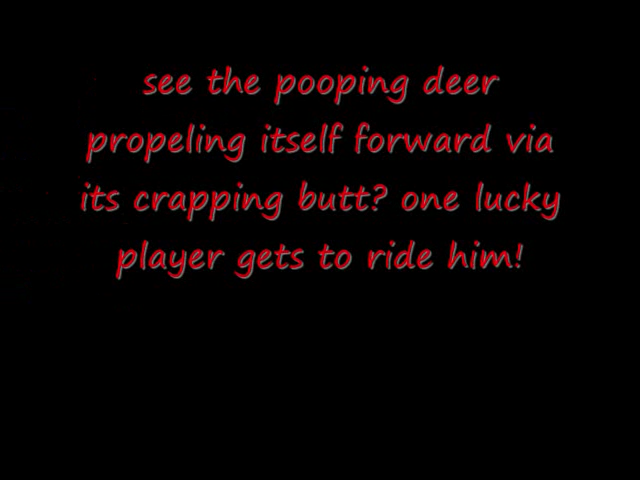 see the pooping deer
propeling itself forward via
its crapping butt? one lucky
player gets to ride him!